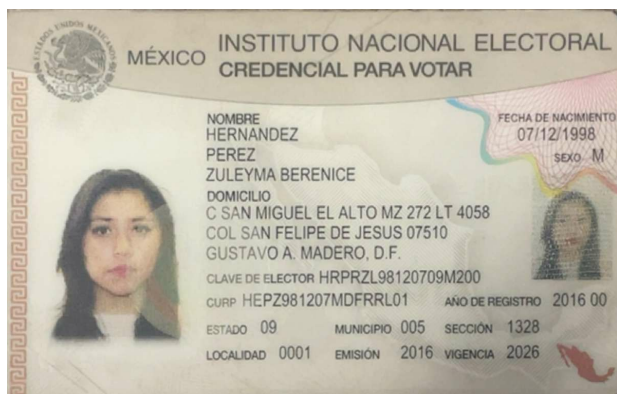 ESTADOS UNIDOS MEXICANOS
MÉXICO INSTITUTO NACIONAL ELECTORAL
CREDENCIAL PARA VOTAR
NOMBRE
HERNANDEZ
PEREZ
ZULEYMA BERENICE
FECHA DE NACIMIENTO
07/12/1998
SEXO M
DOMICILIO
C SAN MIGUEL EL ALTO MZ 272 LT 4058
COL SAN FELIPE DE JESUS 07510
GUSTAVO A. MADERO, D.F.
CLAVE DE ELECTOR HRPRZL98120709M200
CURP HEPZ981207MDFRRL01 AÑO DE REGISTRO 2016 00
ESTADO 09 MUNICIPIO 005 SECCIÓN 1328
LOCALIDAD 0001 EMISIÓN 2016 VIGENCIA 2026